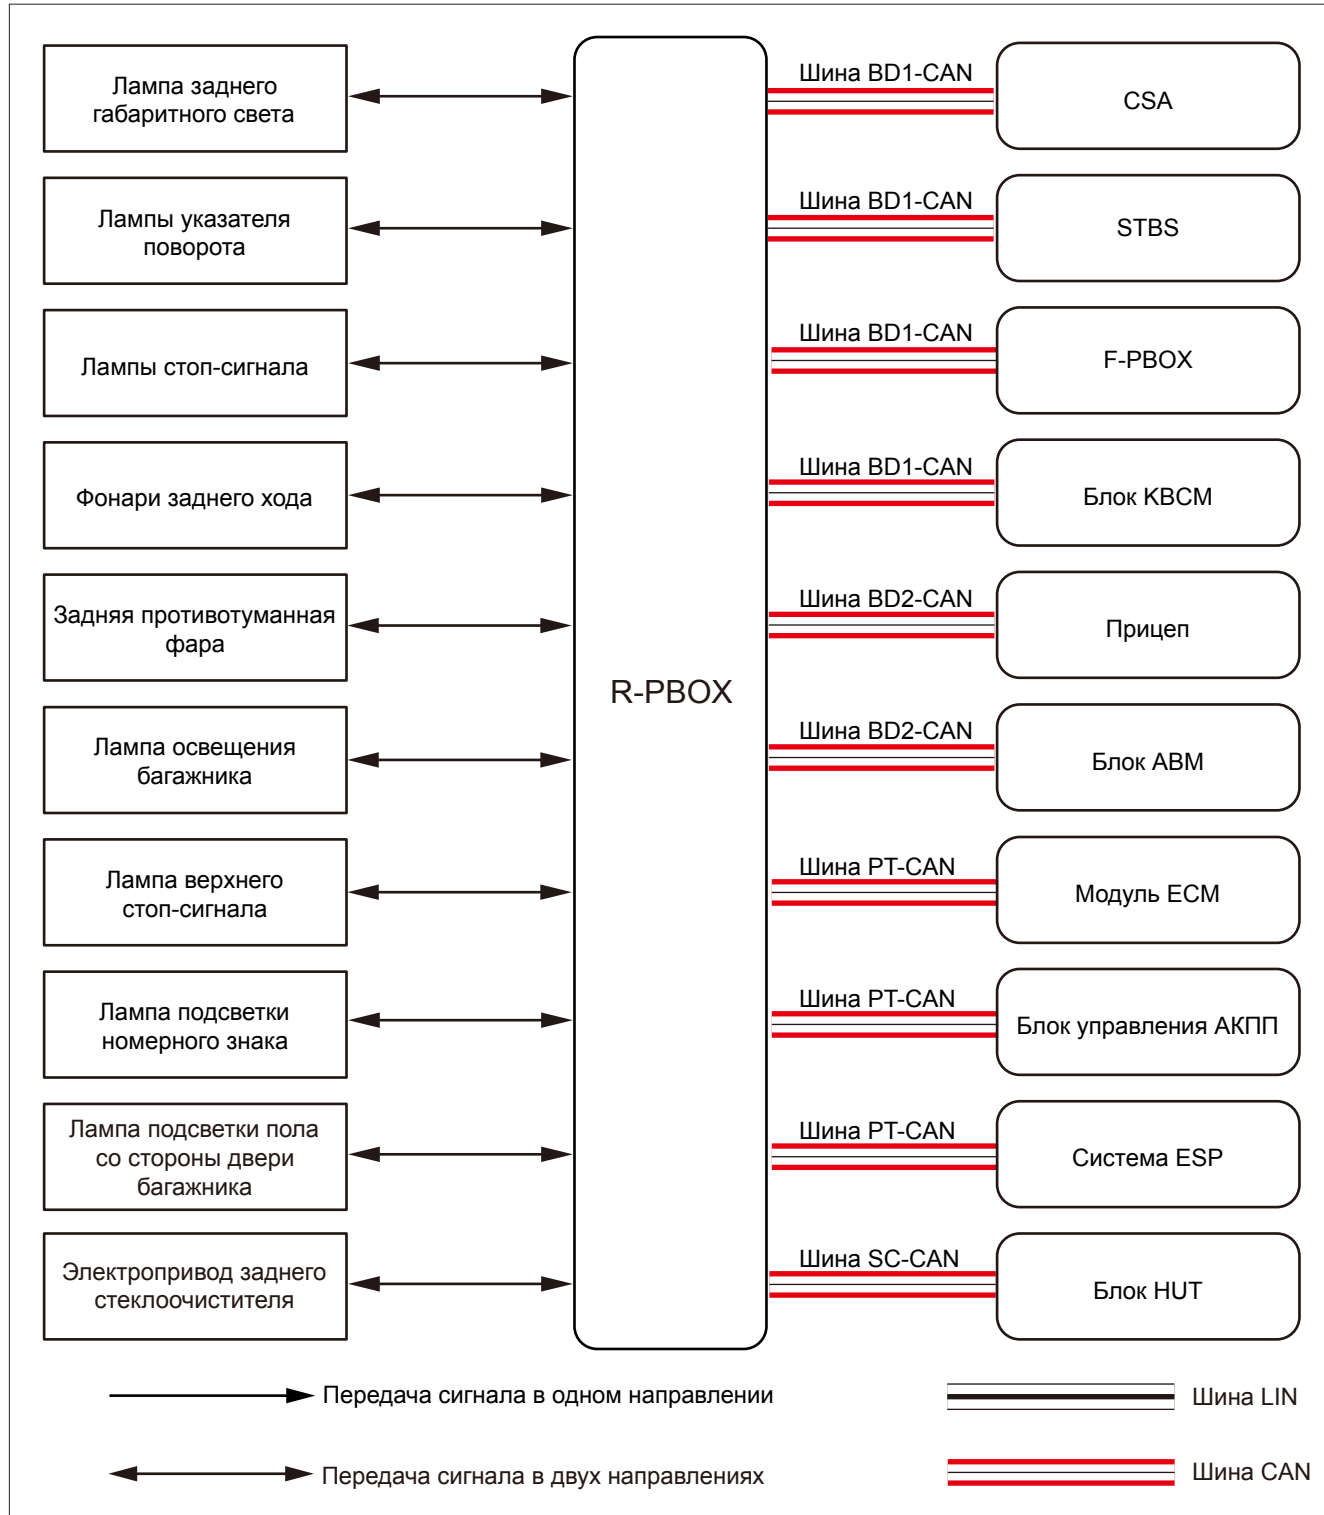 Лампа заднего
габаритного света
Шина BD1-CAN
CSA
Лампы указателя
поворота
Шина BD1-CAN
STBS
Лампы стоп-сигнала
Шина BD1-CAN
F-PBOX
Фонари заднего хода
Шина BD1-CAN
Блок KBCM
Задняя противотуманная
фара
Шина BD2-CAN
Прицеп
R-PBOX
Лампа освещения
багажника
Шина BD2-CAN
Блок ABM
Лампа верхнего
стоп-сигнала
Шина PT-CAN
Модуль ECM
Лампа подсветки
номерного знака
Шина PT-CAN
Блок управления АКПП
Лампа подсветки пола
со стороны двери
багажника
Шина PT-CAN
Система ESP
Электропривод заднего
стеклоочистителя
Шина SC-CAN
Блок HUT
Передача сигнала в одном направлении
Шина LIN
Передача сигнала в двух направлениях
Шина CAN